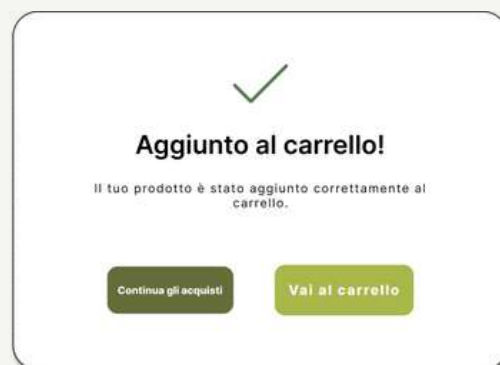 Aggiunto al carrello!
Il tuo prodotto è stato aggiunto correttamente al
carrello.
Continua gli acquisti
Vai al carrello